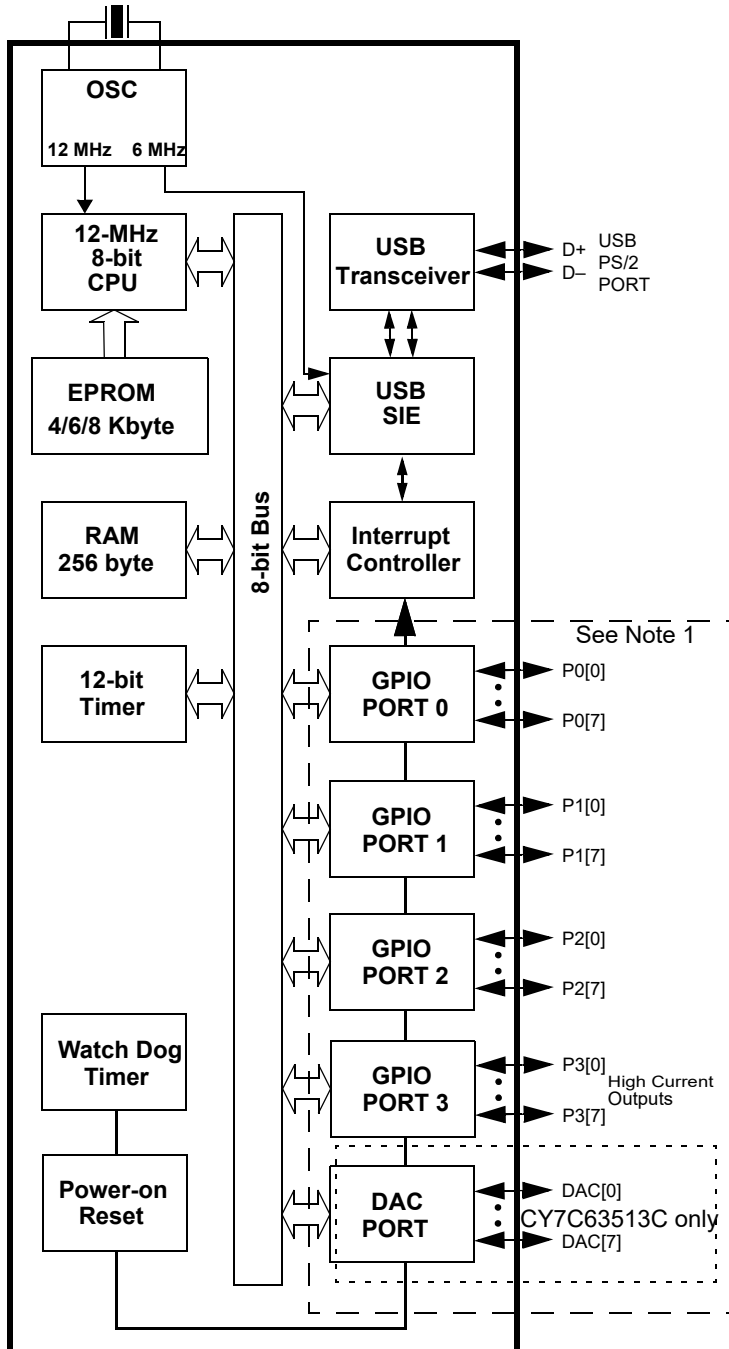 OSC
12 MHz 6 MHz
12-MHz
8-bit
CPU
USB
Transceiver
D+
D–
USB
PS/2
PORT
EPROM
4/6/8 Kbyte
USB
SIE
RAM
256 byte
8-bit Bus
Interrupt
Controller
See Note 1
12-bit
Timer
GPIO
PORT 0
P0[0]
P0[7]
GPIO
PORT 1
P1[0]
P1[7]
GPIO
PORT 2
P2[0]
P2[7]
Watch Dog
Timer
GPIO
PORT 3
P3[0]
High Current
Outputs
P3[7]
Power-on
Reset
DAC
PORT
DAC[0]
CY7C63513C only
DAC[7]